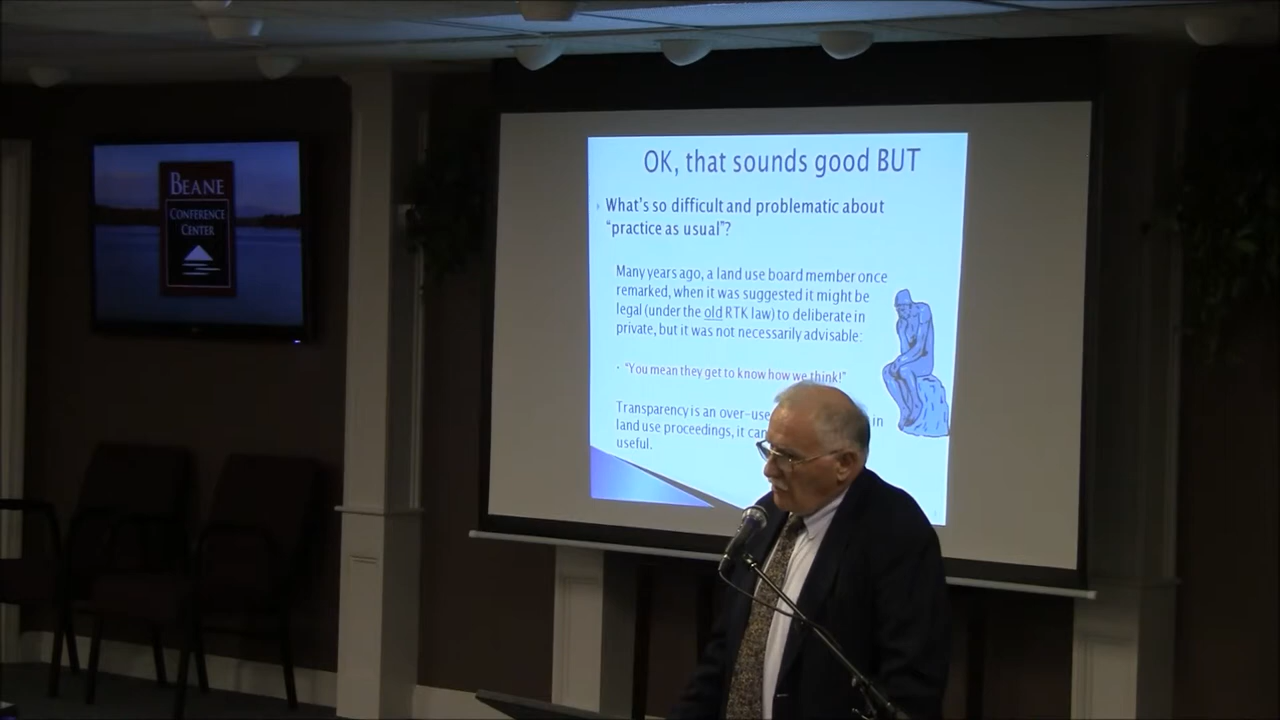 BEANE
CONFERENCE
CENTER
OK, that sounds good BUT
What's so difficult and problematic about
"practice as usual"?
Many years ago, a land use board member once
remarked, when it was suggested it might be
legal (under the old RTK law) to deliberate in
private, but it was not necessarily advisable:
· "You mean they get to know how we think!"
Transparency is an over-use in
land use proceedings, it can
useful.